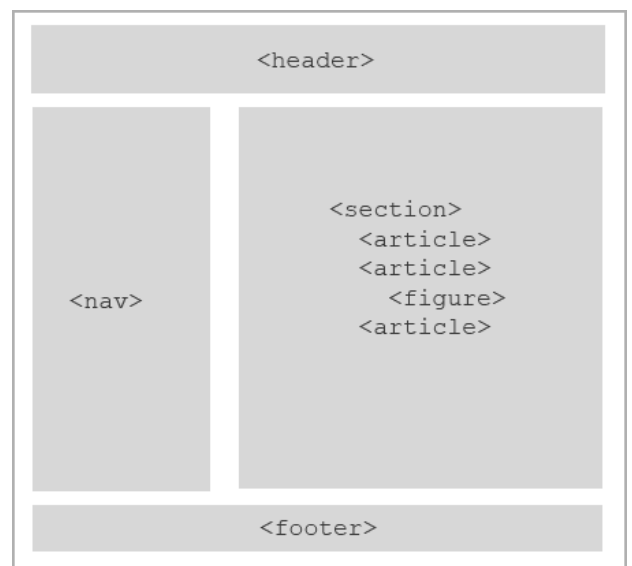 <header>
<nav>
<section>
<article>
<article>
<figure>
<article>
<footer>